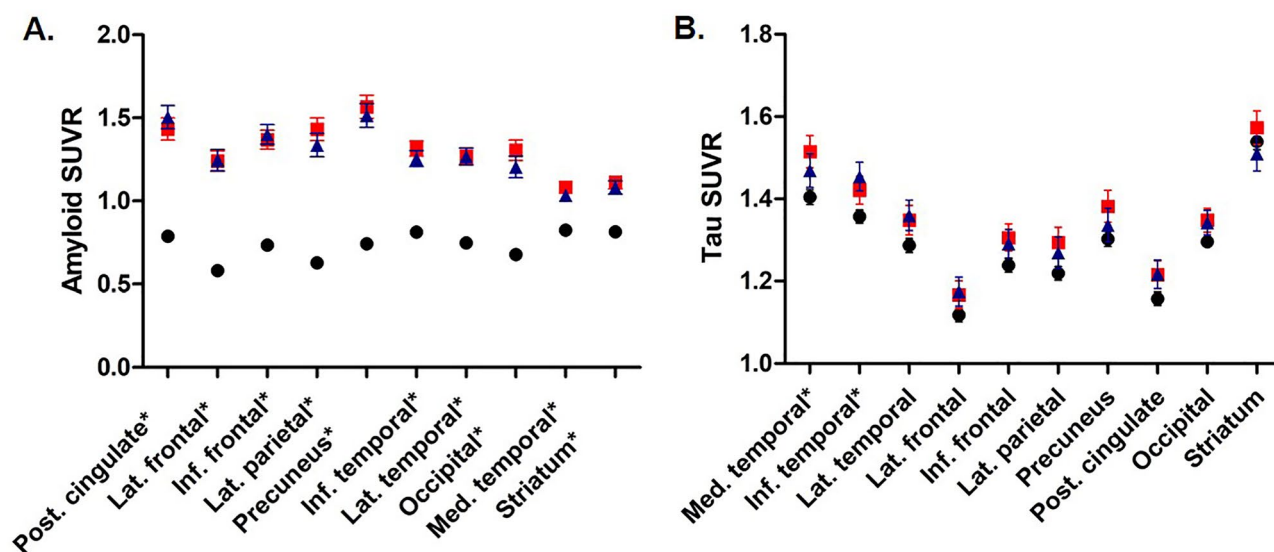 A.
Amyloid SUVR
2.0
1.5
1.0
0.5
0.0
Post. cingulate*
Lat. frontal*
Inf. frontal*
Lat. parietal*
Precuneus*
Inf. temporal*
Lat. temporal*
Occipital*
Med. temporal*
Striatum*
B.
Tau SUVR
1.8
1.6
1.4
1.2
1.0
Med. temporal*
Inf. temporal*
Lat. temporal
Lat. frontal
Inf. frontal
Lat. parietal
Precuneus
Post. cingulate
Occipital
Striatum